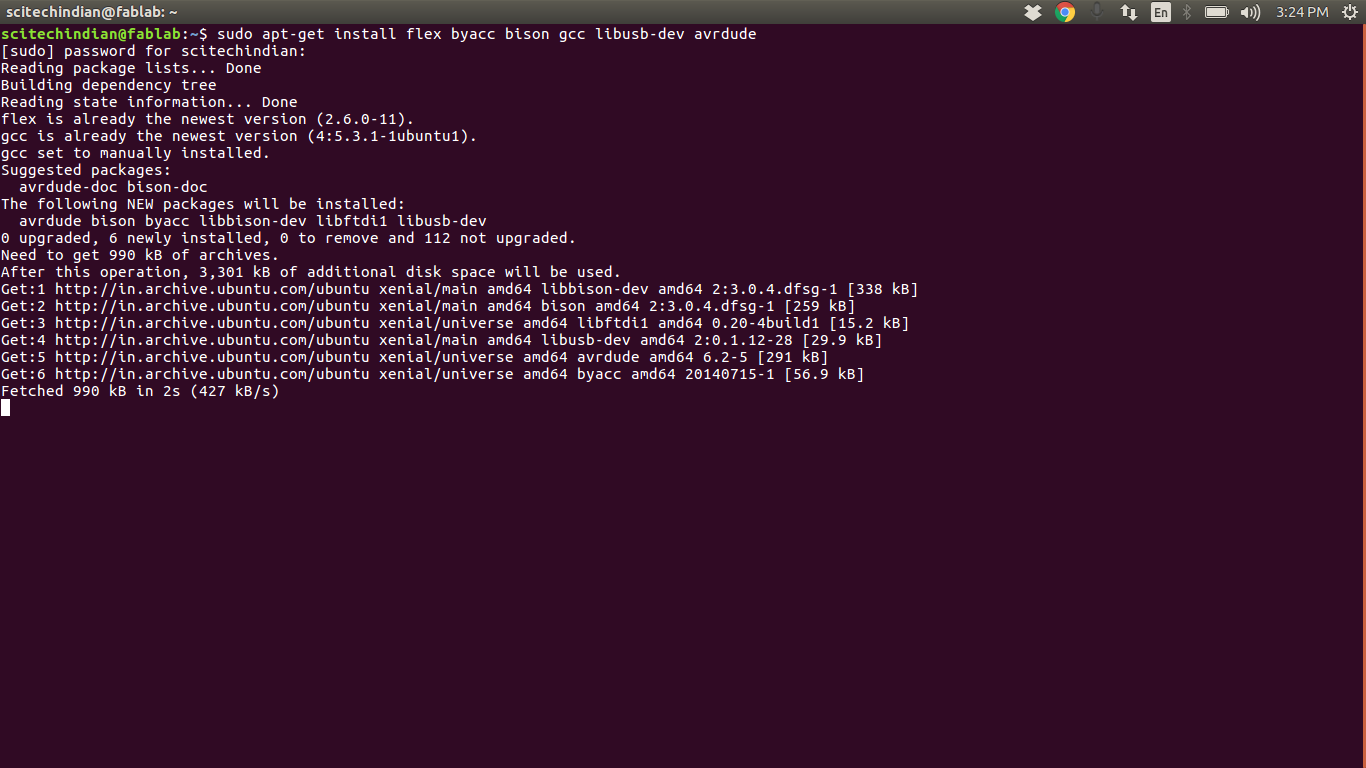 scitechindian@fablab: ~
En
3:24 PM
scitechindian@fablab:~$ sudo apt-get install flex byacc bison gcc libusb-dev avrdude
[sudo] password for scitechindian:
Reading package lists... Done
Building dependency tree
Reading state information... Done
flex is already the newest version (2.6.0-11).
gcc is already the newest version (4:5.3.1-1ubuntu1).
gcc set to manually installed.
Suggested packages:
  avrdude-doc bison-doc
The following NEW packages will be installed:
  avrdude bison byacc libbison-dev libftdi1 libusb-dev
0 upgraded, 6 newly installed, 0 to remove and 112 not upgraded.
Need to get 990 kB of archives.
After this operation, 3,301 kB of additional disk space will be used.
Get:1 http://in.archive.ubuntu.com/ubuntu xenial/main amd64 libbison-dev amd64 2:3.0.4.dfsg-1 [338 kB]
Get:2 http://in.archive.ubuntu.com/ubuntu xenial/main amd64 bison amd64 2:3.0.4.dfsg-1 [259 kB]
Get:3 http://in.archive.ubuntu.com/ubuntu xenial/universe amd64 libftdi1 amd64 0.20-4build1 [15.2 kB]
Get:4 http://in.archive.ubuntu.com/ubuntu xenial/main amd64 libusb-dev amd64 2:0.1.12-28 [29.9 kB]
Get:5 http://in.archive.ubuntu.com/ubuntu xenial/universe amd64 avrdude amd64 6.2-5 [291 kB]
Get:6 http://in.archive.ubuntu.com/ubuntu xenial/universe amd64 byacc amd64 20140715-1 [56.9 kB]
Fetched 990 kB in 2s (427 kB/s)